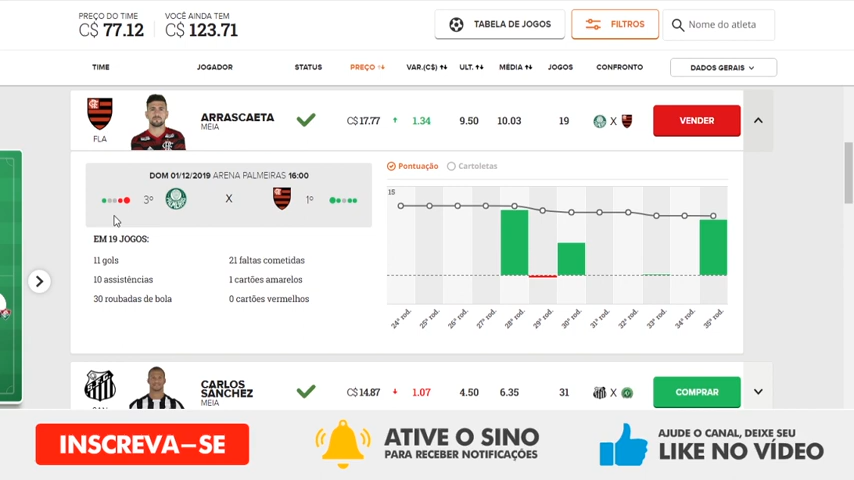 PREÇO DO TIME
C$ 77.12
VOCÊ AINDA TEM
C$ 123.71
TABELA DE JOGOS
FILTROS
Nome do atleta
TIME
JOGADOR
STATUS
PREÇO
VAR.(C$)
ULT.
MÉDIA
JOGOS
CONFRONTO
DADOS GERAIS
FLA
ARRASCAETA
MEIA
C$ 17.77
1.34
9.50
10.03
19
X
VENDER
DOM 01/12/2019 ARENA PALMEIRAS 16:00
3º
X
1º
EM 19 JOGOS:
11 gols
21 faltas cometidas
10 assistências
1 cartões amarelos
30 roubadas de bola
0 cartões vermelhos
Pontuação
Cartoletas
15
24ª rod.
25ª rod.
26ª rod.
27ª rod.
28ª rod.
29ª rod.
30ª rod.
31ª rod.
32ª rod.
33ª rod.
34ª rod.
35ª rod.
CARLOS
SANCHEZ
MEIA
C$ 14.87
1.07
4.50
6.35
31
X
COMPRAR
INSCREVA-SE
ATIVE O SINO
PARA RECEBER NOTIFICAÇÕES
AJUDE O CANAL, DEIXE SEU
LIKE NO VÍDEO